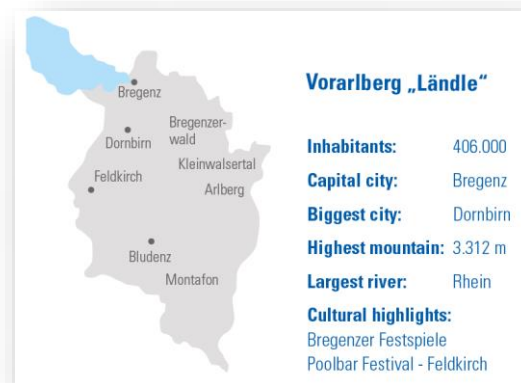 Bregenz
Bregenzer-
wald
Dornbirn
Kleinwalsertal
Feldkirch
Arlberg
Bludenz
Montafon
Vorarlberg „Ländle“
Inhabitants: 406.000
Capital city: Bregenz
Biggest city: Dornbirn
Highest mountain: 3.312 m
Largest river: Rhein
Cultural highlights:
Bregenzer Festspiele
Poolbar Festival - Feldkirch